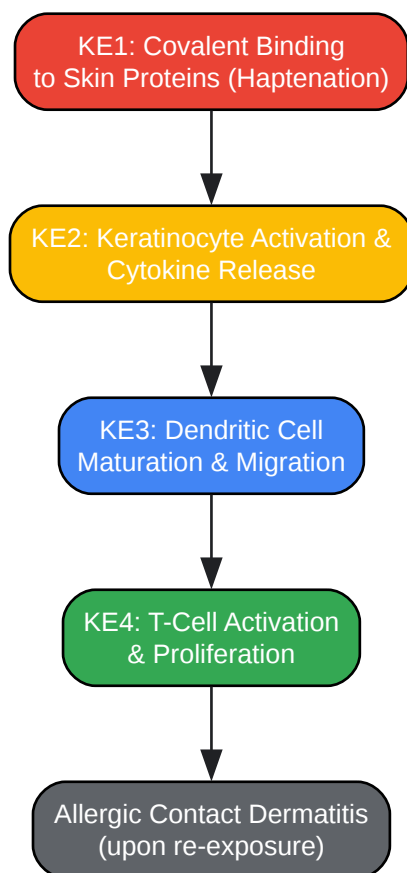 KE1: Covalent Binding
to Skin Proteins (Haptenation)
KE2: Keratinocyte Activation &
Cytokine Release
KE3: Dendritic Cell
Maturation & Migration
KE4: T-Cell Activation
& Proliferation
Allergic Contact Dermatitis
(upon re-exposure)